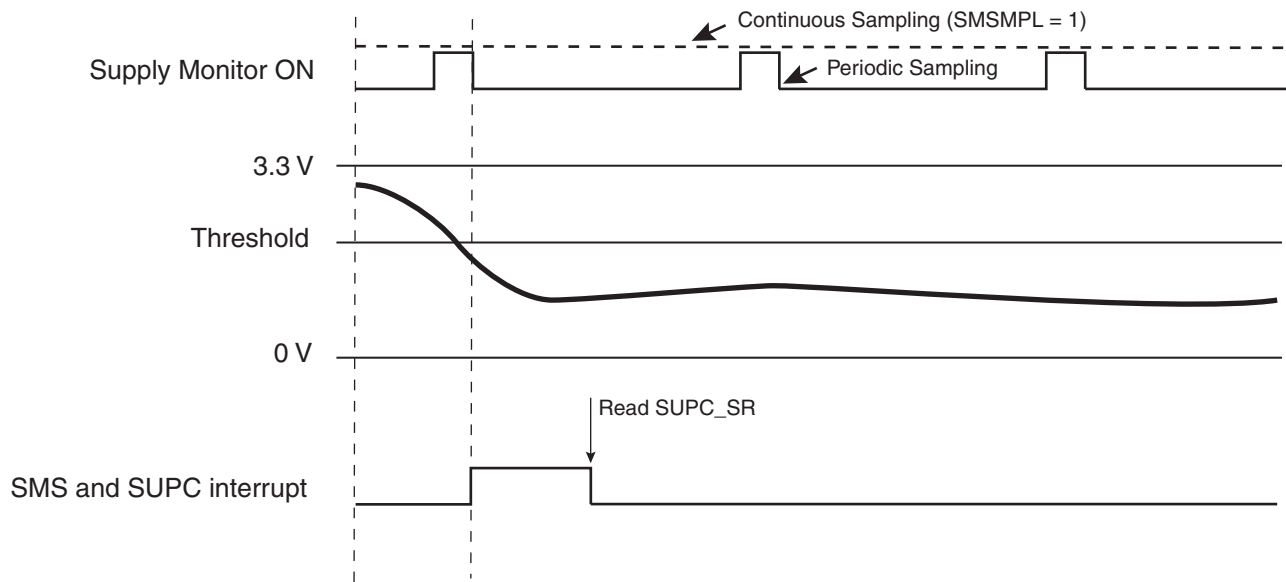 Continuous Sampling (SMSMPL = 1)
Supply Monitor ON
Periodic Sampling
3.3 V
Threshold
0 V
Read SUPC_SR
SMS and SUPC interrupt